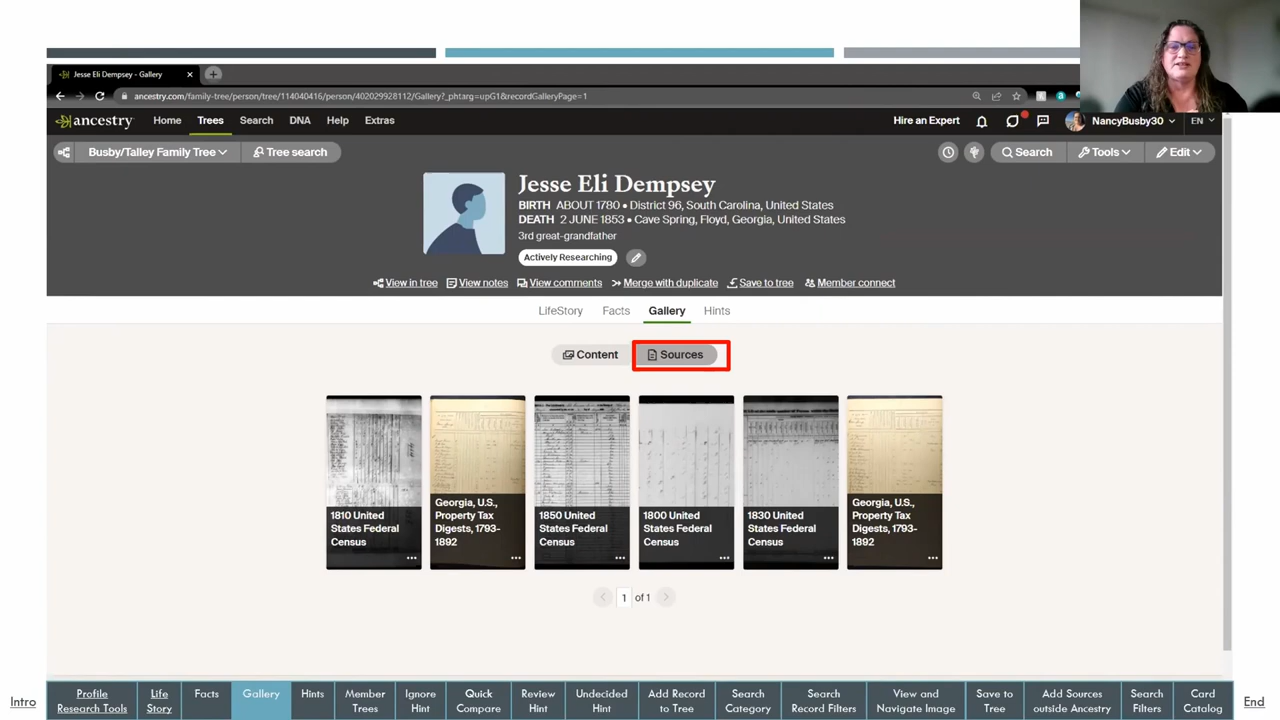 Jesse Eli Dempsey - Gallery
ancestry.com/family-tree/person/tree/114040416/person/402029928112/Gallery?_phtarg=upG1&recordGalleryPage=1
ancestry Home Trees Search DNA Help Extras Hire an Expert NancyBusby30 EN
Busby/Talley Family Tree Tree search Search Tools Edit
Jesse Eli Dempsey
BIRTH ABOUT 1780 • District 96, South Carolina, United States
DEATH 2 JUNE 1853 • Cave Spring, Floyd, Georgia, United States
3rd great-grandfather
Actively Researching
View in tree View notes View comments Merge with duplicate Save to tree Member connect
LifeStory Facts Gallery Hints
Content Sources
1810 United
States Federal
Census
Georgia, U.S.,
Property Tax
Digests, 1793-
1892
1850 United
States Federal
Census
1800 United
States Federal
Census
1830 United
States Federal
Census
Georgia, U.S.,
Property Tax
Digests, 1793-
1892
1 of 1
Intro
Profile
Research Tools
Life
Story
Facts
Gallery
Hints
Member
Trees
Ignore
Hint
Quick
Compare
Review
Hint
Undecided
Hint
Add Record
to Tree
Search
Category
Search
Record Filters
View and
Navigate Image
Save to
Tree
Add Sources
outside Ancestry
Search
Filters
Card
Catalog
End